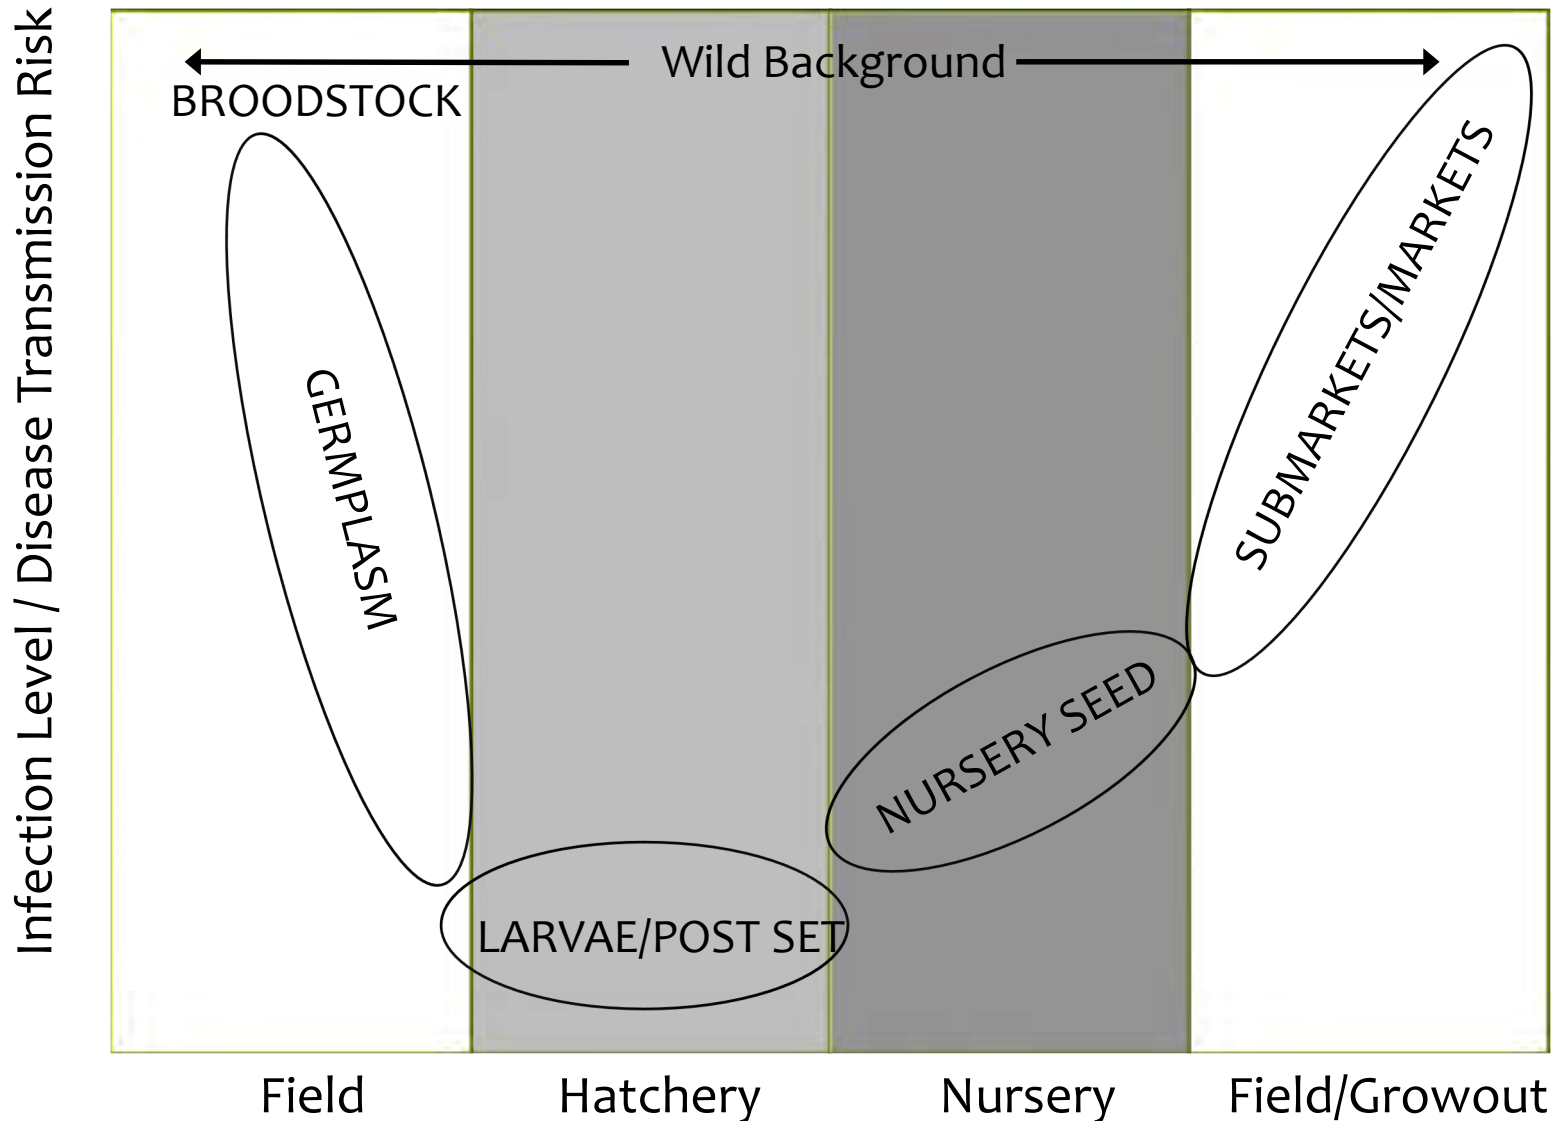 Infection Level / Disease Transmission Risk
Wild Background
BROODSTOCK
GERMPLASM
LARVAE/POST SET
NURSERY SEED
SUBMARKETS/MARKETS
Field
Hatchery
Nursery
Field/Growout